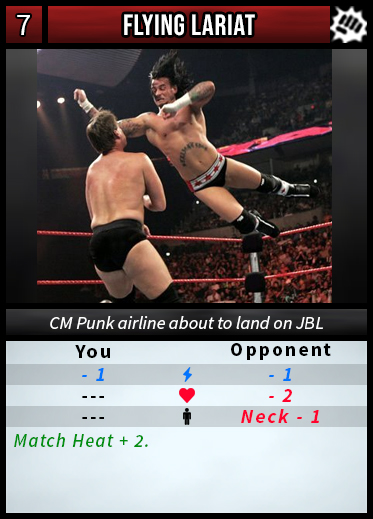 7 FLYING LARIAT
CM Punk airline about to land on JBL
You Opponent
- 1 - 1
--- - 2
--- Neck - 1
Match Heat + 2.